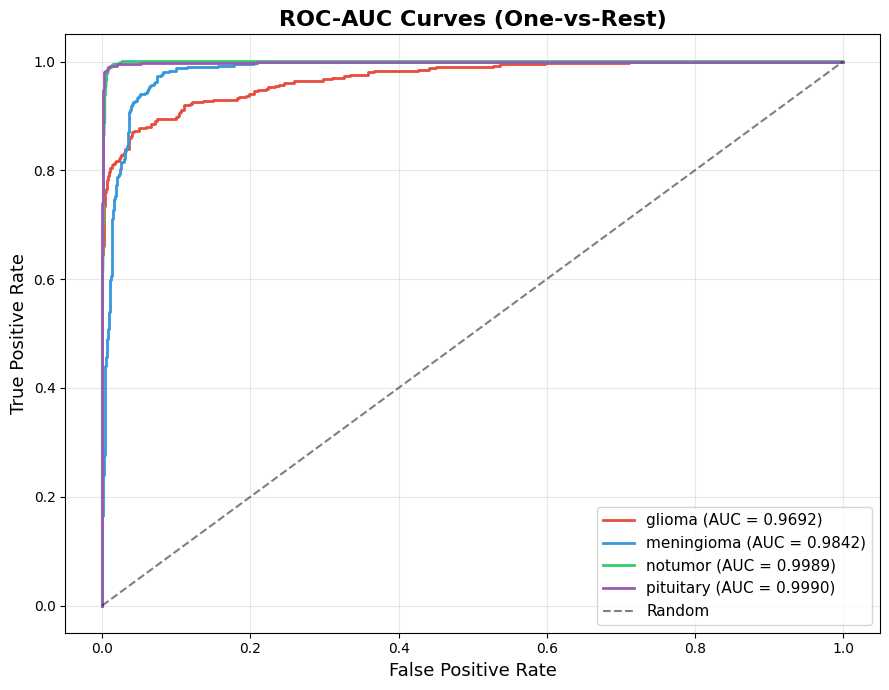 ROC-AUC Curves (One-vs-Rest)
True Positive Rate
1.0
0.8
0.6
0.4
0.2
0.0
0.0 0.2 0.4 0.6 0.8 1.0
False Positive Rate
glioma (AUC = 0.9692)
meningioma (AUC = 0.9842)
notumor (AUC = 0.9989)
pituitary (AUC = 0.9990)
Random